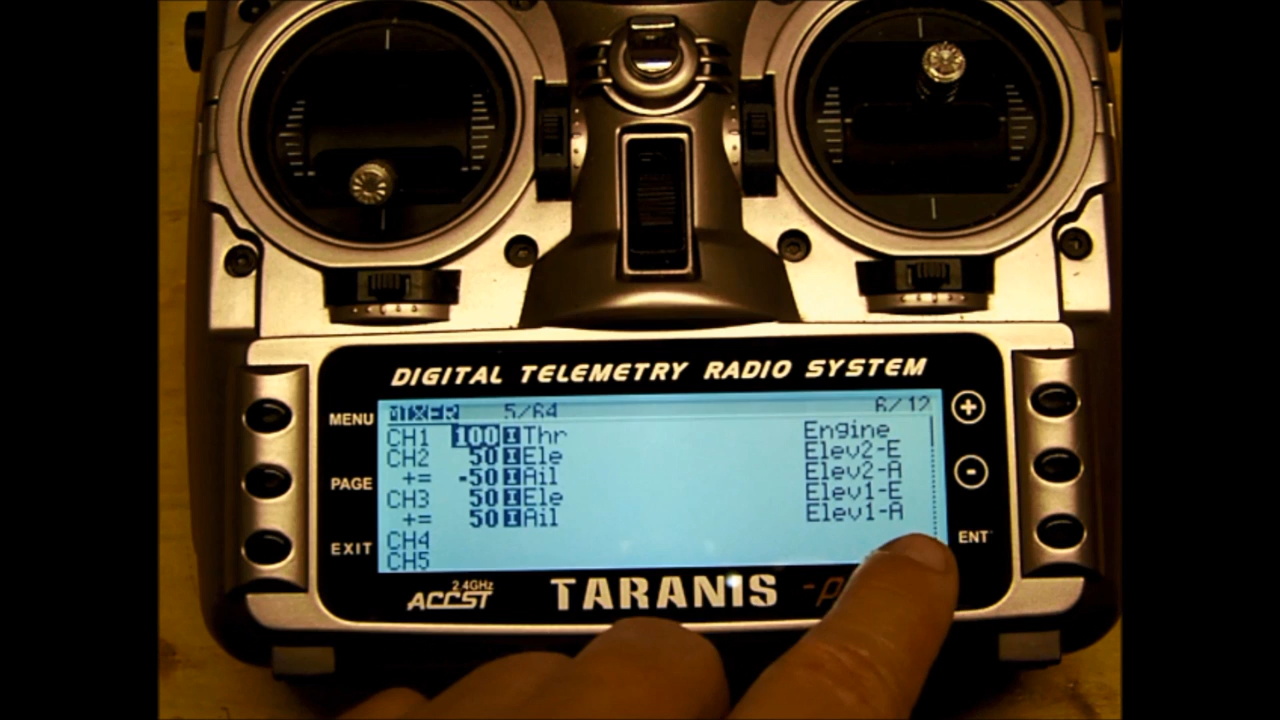 DIGITAL TELEMETRY RADIO SYSTEM
MENU
PAGE
EXIT
MIXER 5/64 6/12
CH1 100 I Thr Engine
CH2 50 I Ele Elev2-E
+= -50 I Ail Elev2-A
CH3 50 I Ele Elev1-E
+= 50 I Ail Elev1-A
CH4
CH5
+
-
ENT
2.4GHz
ACCST
TARANIS